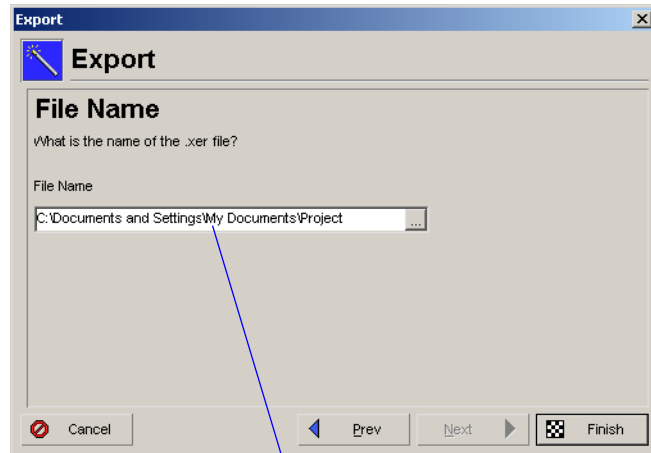 Export
Export
File Name
What is the name of the .xer file?
File Name
C:\Documents and Settings\My Documents\Project
...
Cancel
Prev
Next
Finish